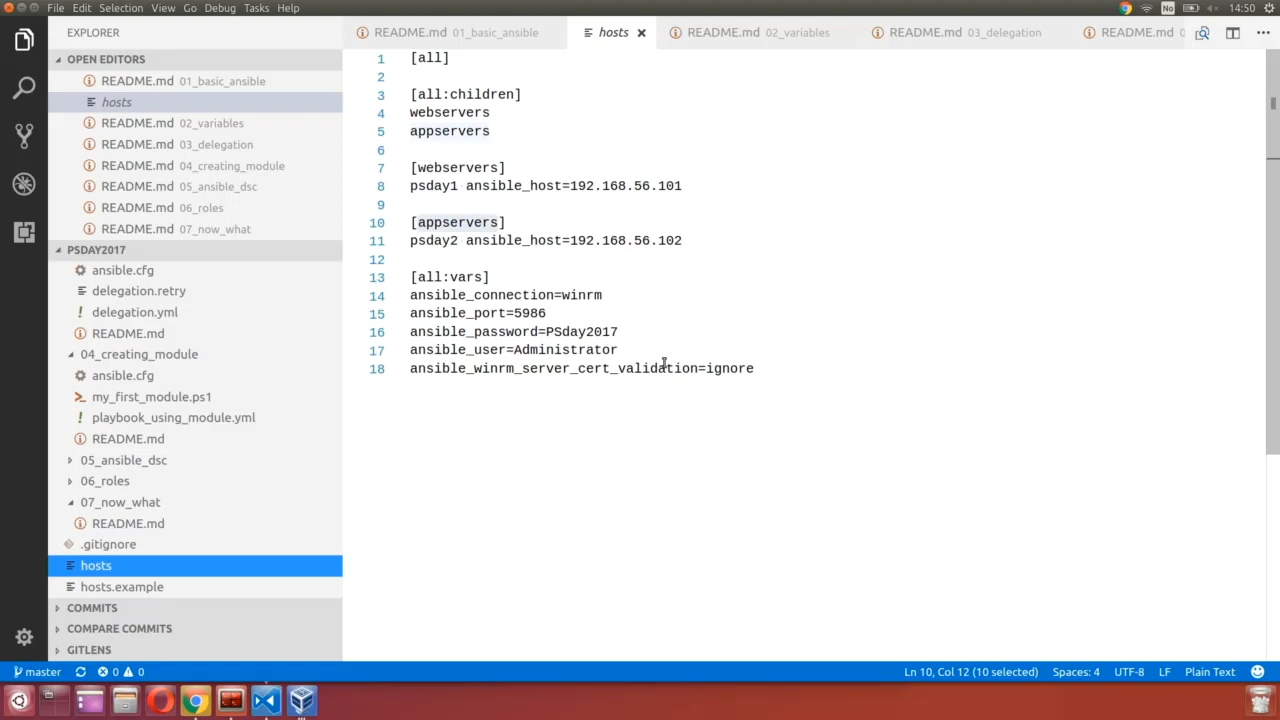 File Edit Selection View Go Debug Tasks Help
No
14:50
EXPLORER
OPEN EDITORS
README.md 01_basic_ansible
hosts
README.md 02_variables
README.md 03_delegation
README.md 04_creating_module
README.md 05_ansible_dsc
README.md 06_roles
README.md 07_now_what
PSDAY2017
ansible.cfg
delegation.retry
delegation.yml
README.md
04_creating_module
ansible.cfg
my_first_module.ps1
playbook_using_module.yml
README.md
05_ansible_dsc
06_roles
07_now_what
README.md
.gitignore
hosts
hosts.example
COMMITS
COMPARE COMMITS
GITLENS
README.md 01_basic_ansible
hosts
README.md 02_variables
README.md 03_delegation
README.md
1 [all]
2
3 [all:children]
4 webservers
5 appservers
6
7 [webservers]
8 psday1 ansible_host=192.168.56.101
9
10 [appservers]
11 psday2 ansible_host=192.168.56.102
12
13 [all:vars]
14 ansible_connection=winrm
15 ansible_port=5986
16 ansible_password=PSday2017
17 ansible_user=Administrator
18 ansible_winrm_server_cert_validation=ignore
master
0
0
Ln 10, Col 12 (10 selected)
Spaces: 4
UTF-8
LF
Plain Text